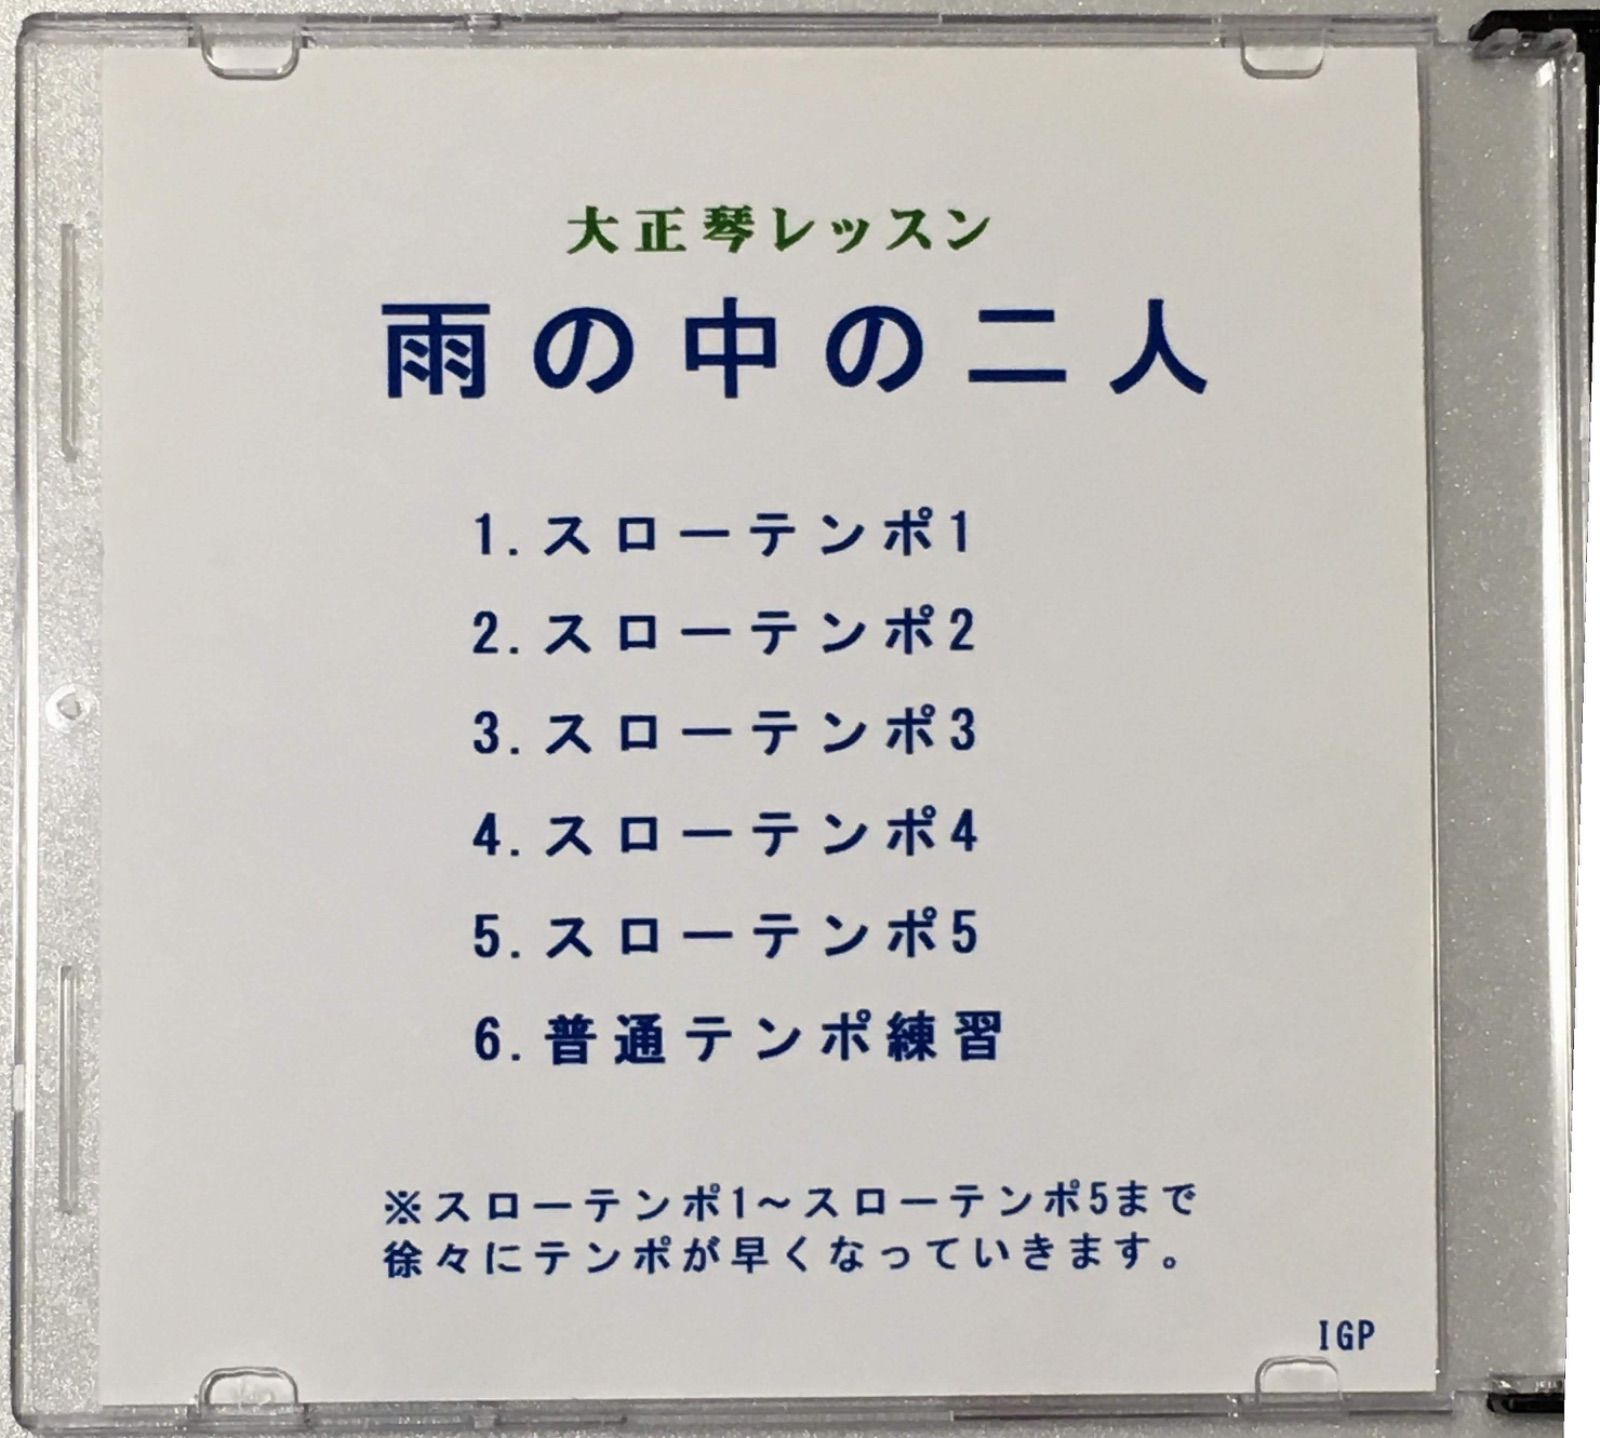 大正琴レッスン
雨の中の二人
1.スローテンポ1
2.スローテンポ2
3.スローテンポ3
4.スローテンポ4
5.スローテンポ5
6.普通テンポ練習
※スローテンポ1～スローテンポ5まで
徐々にテンポが早くなっていきます。
IGP